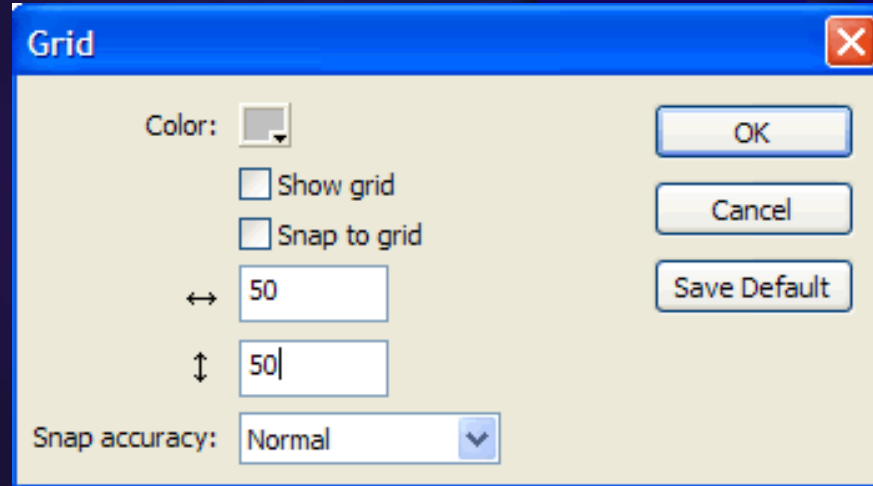 Grid
Color:
OK
Show grid
Cancel
Snap to grid
50
Save Default
50
Snap accuracy: Normal